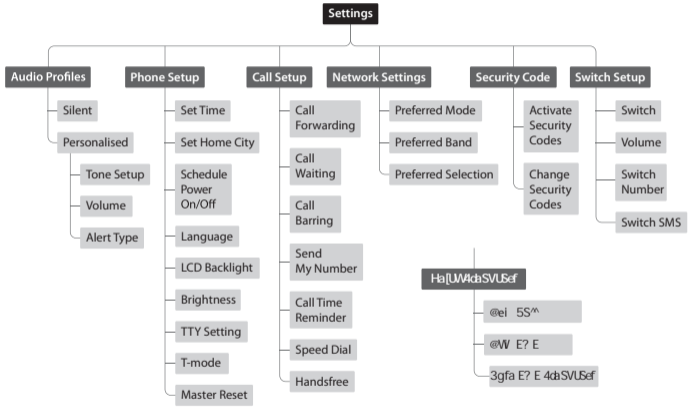 Settings
Audio Profiles
Silent
Personalised
Tone Setup
Volume
Alert Type
Phone Setup
Set Time
Set Home City
Schedule
Power
On/Off
Language
LCD Backlight
Brightness
TTY Setting
T-mode
Master Reset
Call Setup
Call
Forwarding
Call
Waiting
Call
Barring
Send
My Number
Call Time
Reminder
Speed Dial
Handsfree
Network Settings
Preferred Mode
Preferred Band
Preferred Selection
Security Code
Activate
Security
Codes
Change
Security
Codes
Switch Setup
Switch
Volume
Switch
Number
Switch SMS